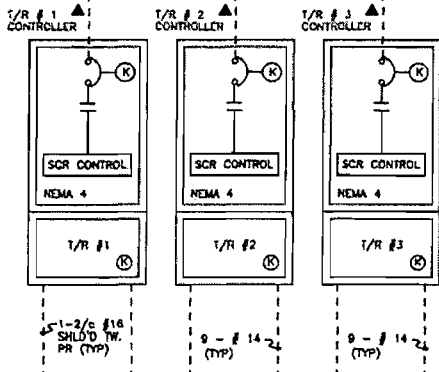 T/R # 1 CONTROLLER
T/R # 2 CONTROLLER
T/R # 3 CONTROLLER
K
K
K
SCR CONTROL
SCR CONTROL
SCR CONTROL
NEMA 4
NEMA 4
NEMA 4
T/R #1
K
T/R #2
K
T/R #3
K
1-2/c #16
SHLD'D TW.
PR (TYP)
9 - # 14
(TYP)
9 - # 14
(TYP)